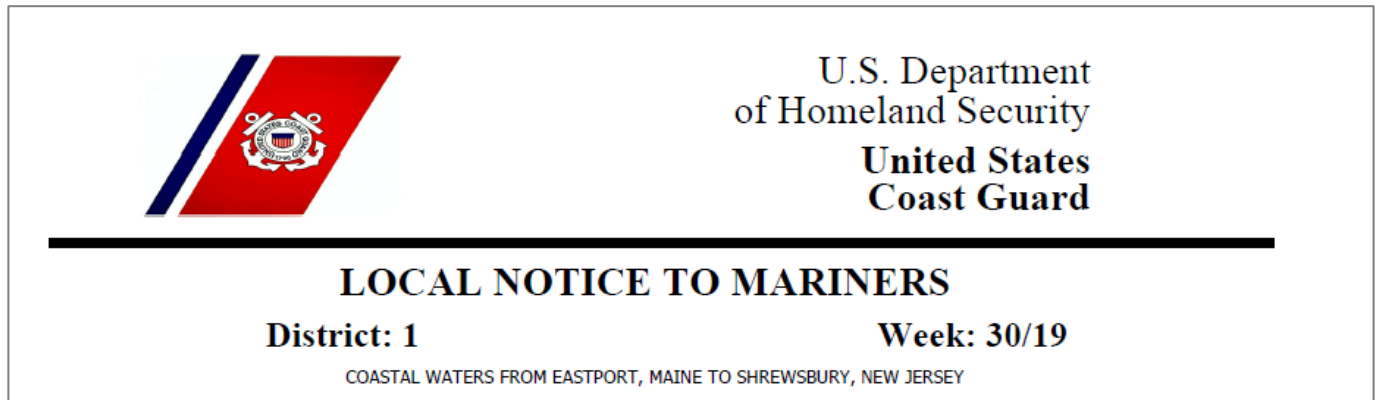 U.S. Department
of Homeland Security
United States
Coast Guard
LOCAL NOTICE TO MARINERS
District: 1 Week: 30/19
COASTAL WATERS FROM EASTPORT, MAINE TO SHREWSBURY, NEW JERSEY